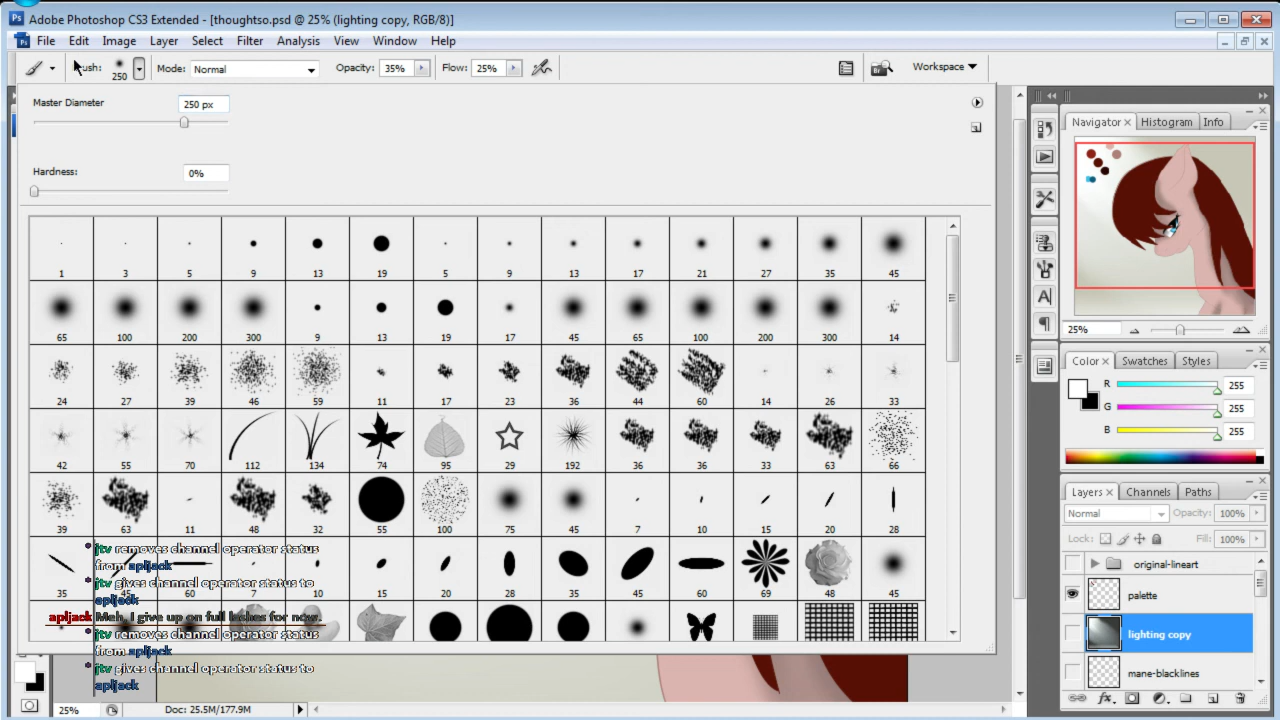 Adobe Photoshop CS3 Extended - [thoughtso.psd @ 25% (lighting copy, RGB/8)]
File Edit Image Layer Select Filter Analysis View Window Help
ush: 250 Mode: Normal Opacity: 35% Flow: 25% Workspace
Master Diameter 250 px
Hardness: 0%
1 3 5 9 13 19 5 9 13 17 21 27 35 45
65 100 200 300 9 13 19 17 45 65 100 200 300 14
24 27 39 46 59 11 17 23 36 44 60 14 26 33
42 55 70 112 134 74 95 29 192 36 36 33 63 66
39 63 11 48 32 55 100 75 45 7 10 15 20 28
35 45 60 7 10 15 20 28 35 45 60 69 48 45
* jtv removes channel operator status
from apljack
* jtv gives channel operator status to
apljack
apljack Meh, I give up on full lashes for now.
* jtv removes channel operator status
from apljack
* jtv gives channel operator status to
apljack
25% Doc: 25.5M/177.9M
Navigator × Histogram Info
25%
Color × Swatches Styles
R 255
G 255
B 255
Layers × Channels Paths
Normal Opacity: 100%
Lock: Fill: 100%
original-lineart
palette
lighting copy
mane-blacklines